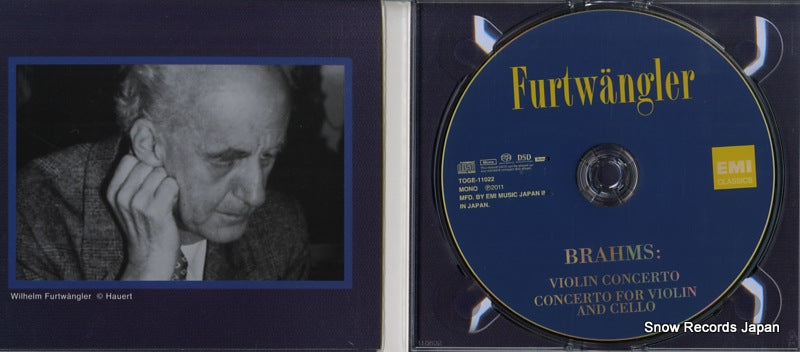 Furtwängler
EMI
CLASSICS
Mono
DSD
TOGE-11022
MONO ℗2011
MFD. BY EMI MUSIC JAPAN
IN JAPAN.
BRAHMS:
VIOLIN CONCERTO
CONCERTO FOR VIOLIN
AND CELLO
Wilhelm Furtwängler © Hauert
Snow Records Japan